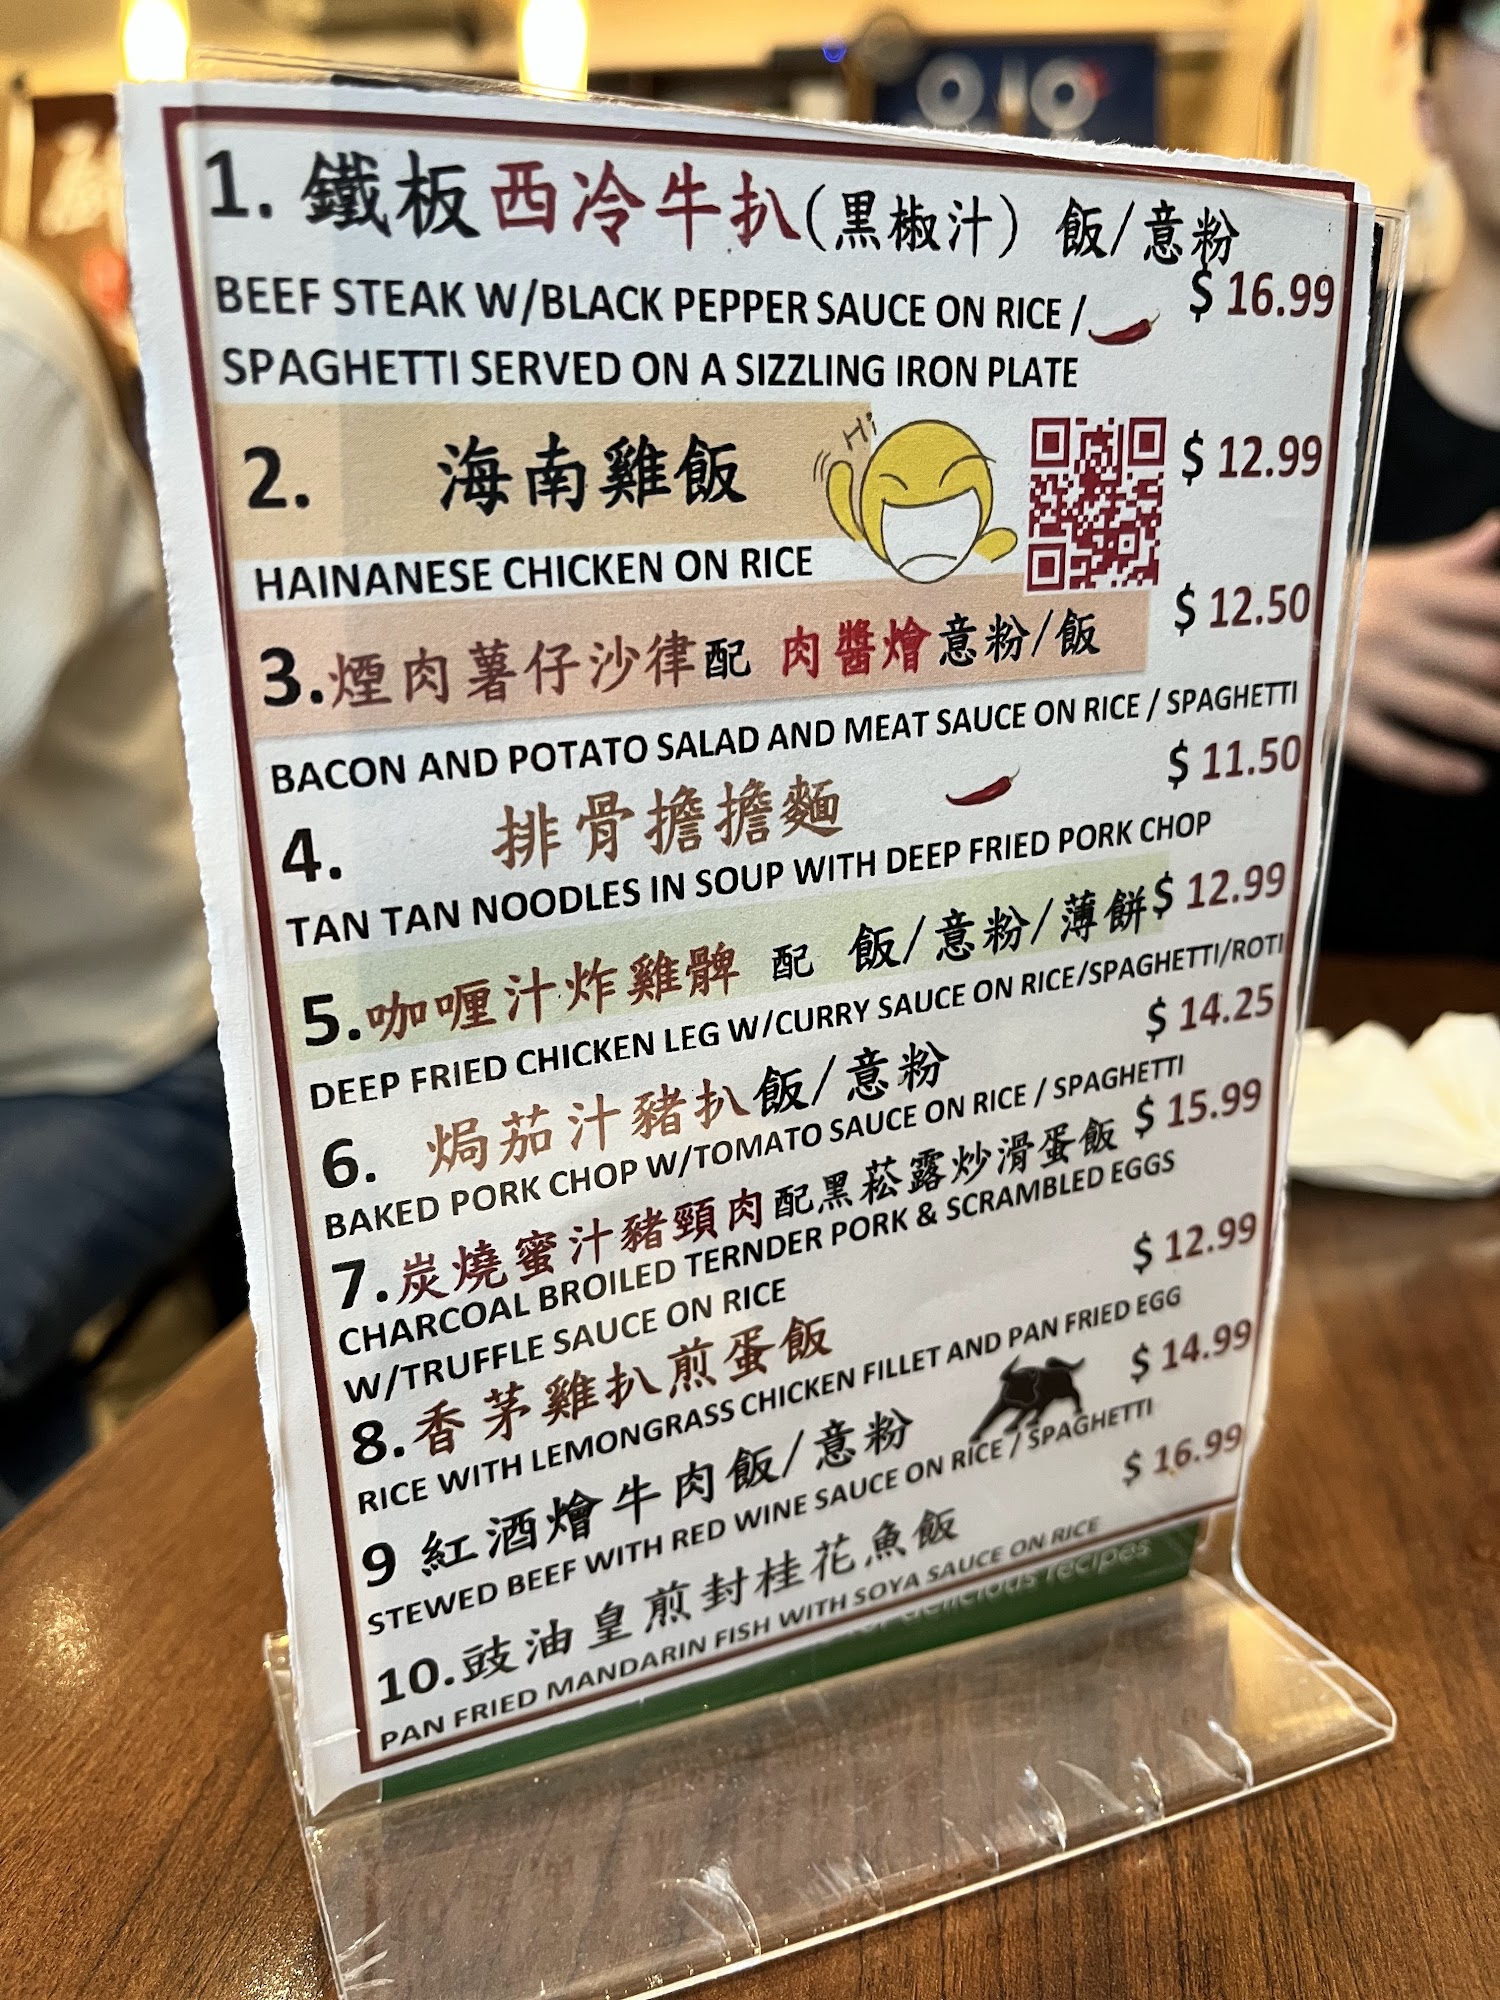 1. 鐵板西冷牛扒(黑椒汁) 飯/意粉
$ 16.99
BEEF STEAK W/BLACK PEPPER SAUCE ON RICE /
SPAGHETTI SERVED ON A SIZZLING IRON PLATE
Hi
2. 海南雞飯
$ 12.99
HAINANESE CHICKEN ON RICE
$ 12.50
3.煙肉薯仔沙律配 肉醬燴意粉/飯
BACON AND POTATO SALAD AND MEAT SAUCE ON RICE / SPAGHETTI
$ 11.50
4. 排骨擔擔麵
TAN TAN NOODLES IN SOUP WITH DEEP FRIED PORK CHOP
$ 12.99
5.咖喱汁炸雞髀 配 飯/意粉/薄餅
DEEP FRIED CHICKEN LEG W/CURRY SAUCE ON RICE/SPAGHETTI/ROTI
$ 14.25
6. 焗茄汁豬扒飯/意粉
BAKED PORK CHOP W/TOMATO SAUCE ON RICE / SPAGHETTI
$ 15.99
7.炭燒蜜汁豬頸肉配黑菘露炒滑蛋飯
CHARCOAL BROILED TERNDER PORK & SCRAMBLED EGGS
W/TRUFFLE SAUCE ON RICE
$ 12.99
8.香茅雞扒煎蛋飯
RICE WITH LEMONGRASS CHICKEN FILLET AND PAN FRIED EGG
$ 14.99
9 紅酒燴牛肉飯/意粉
STEWED BEEF WITH RED WINE SAUCE ON RICE / SPAGHETTI
$ 16.99
10.豉油皇煎封桂花魚飯
PAN FRIED MANDARIN FISH WITH SOYA SAUCE ON RICE
delicious recipes